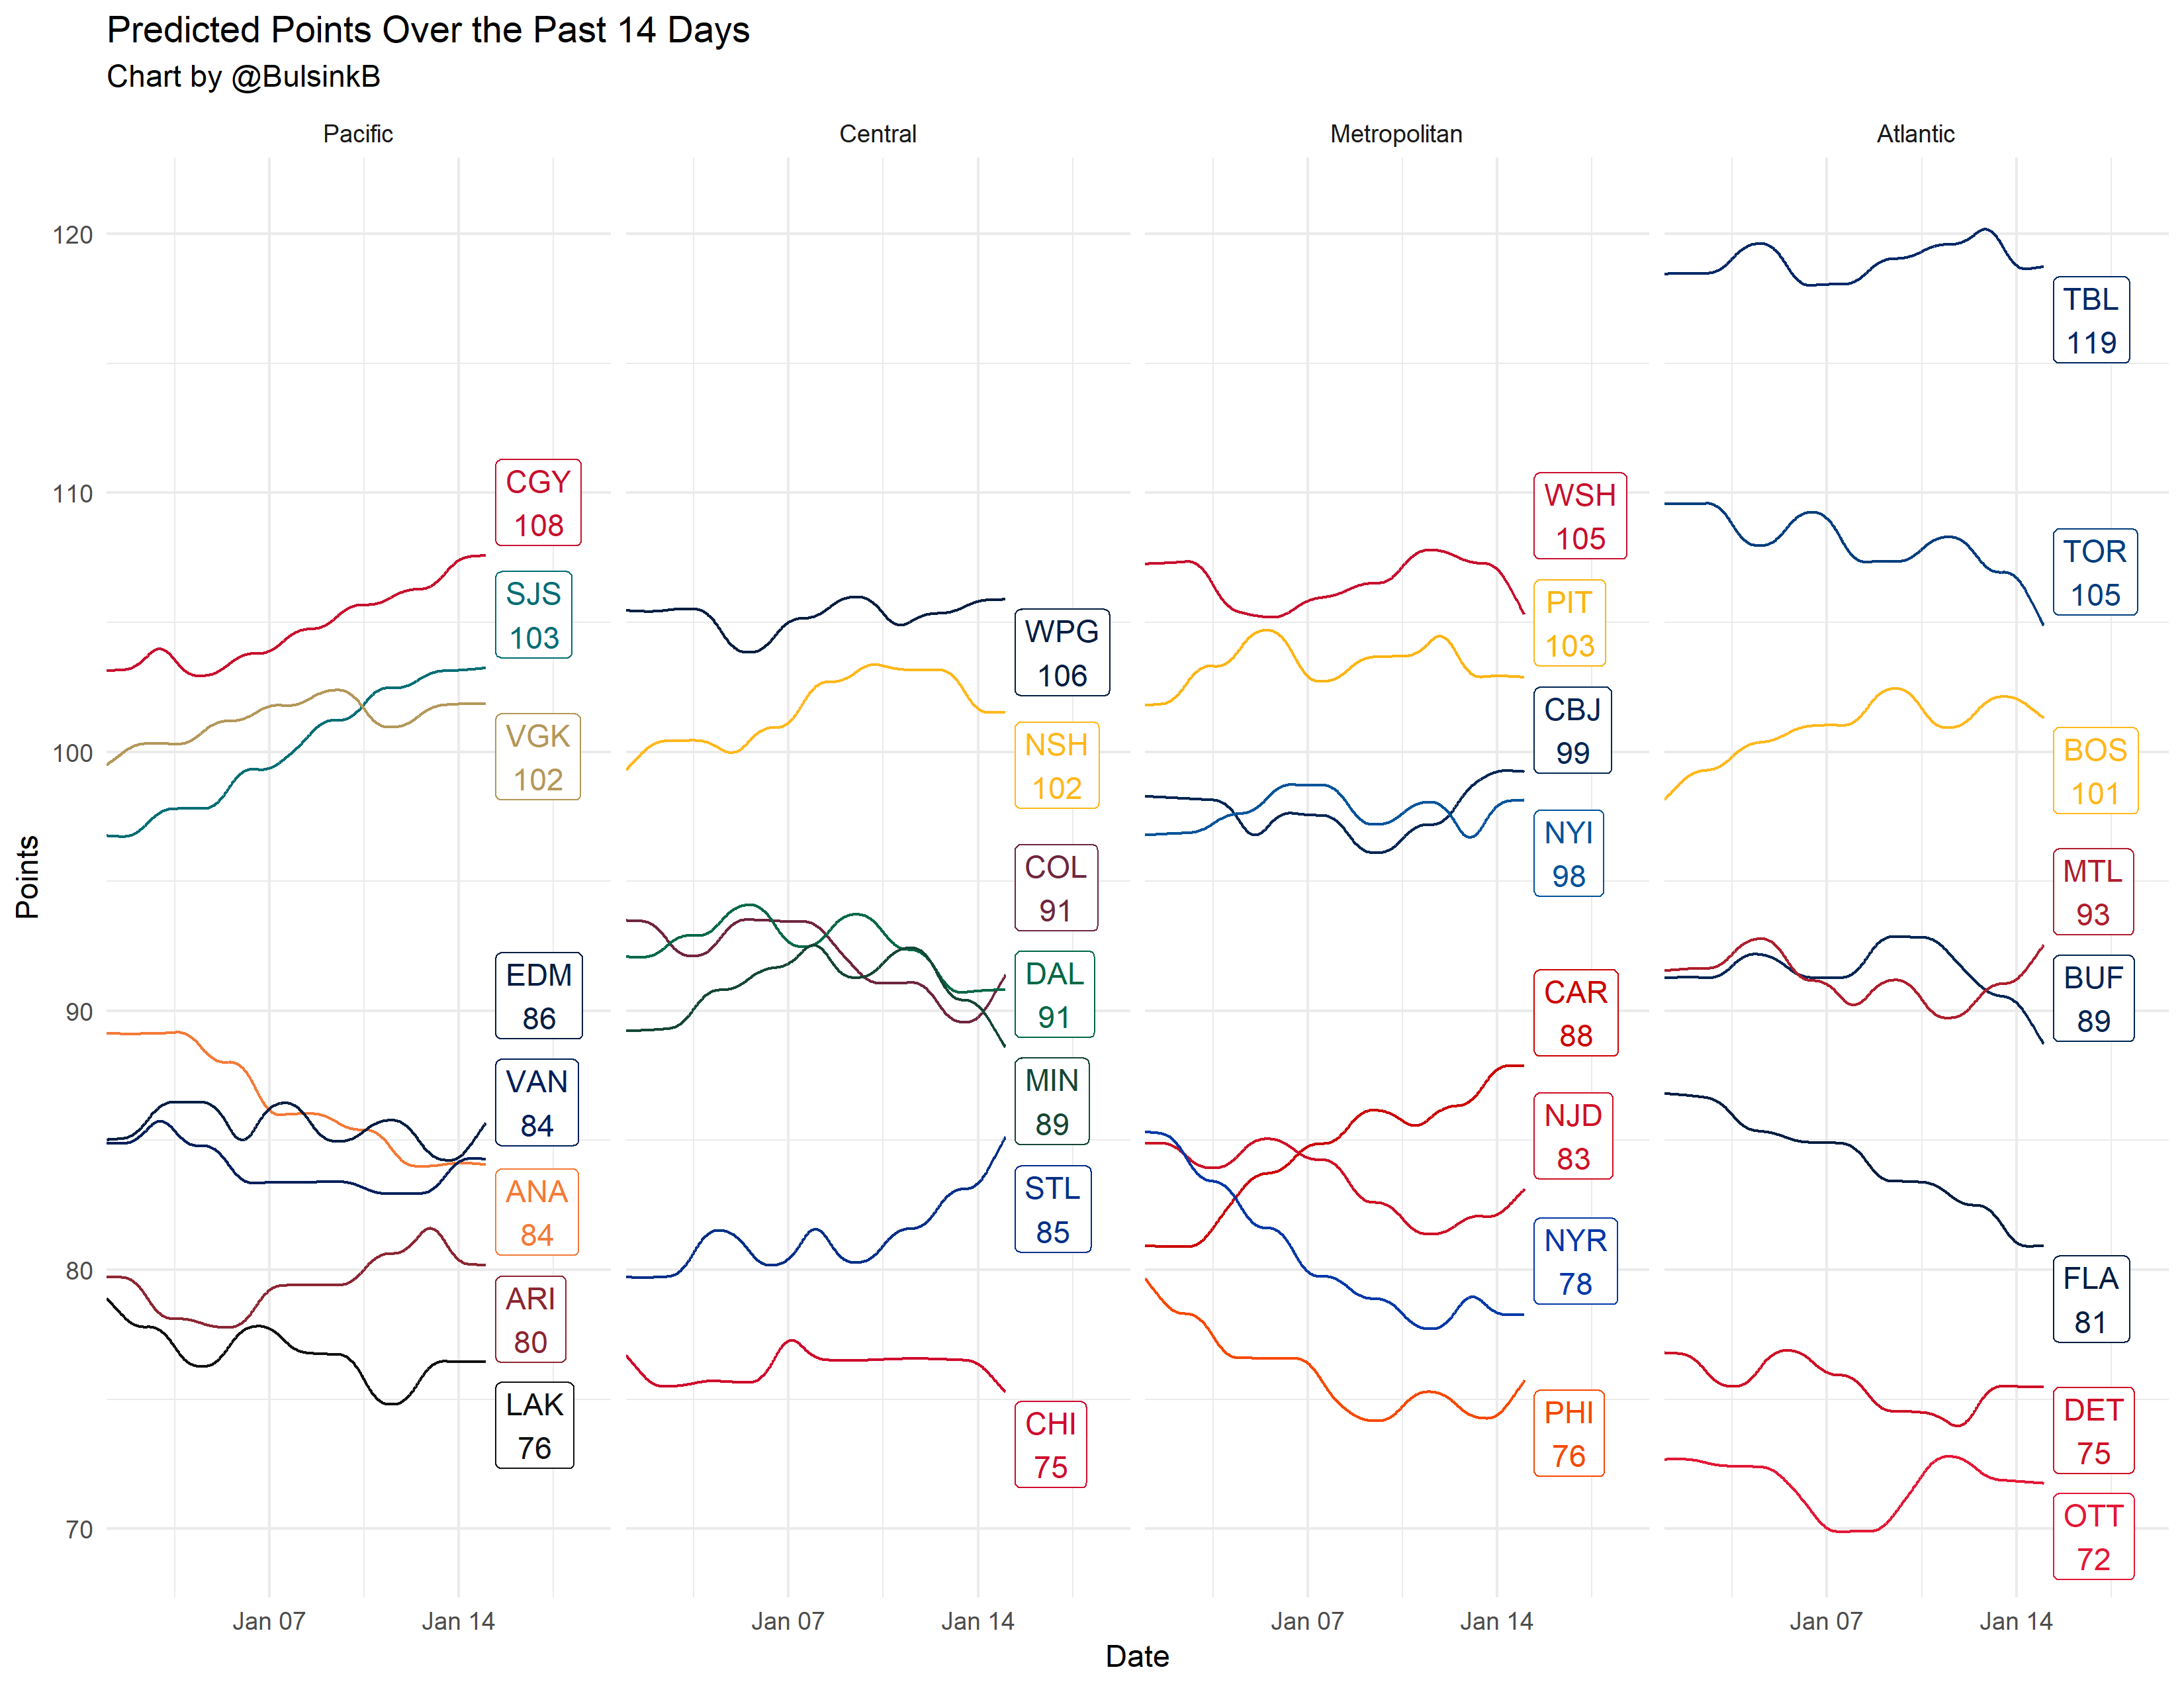 Predicted Points Over the Past 14 Days
Chart by @BulsinkB
Pacific
Central
Metropolitan
Atlantic
120
110
100
90
80
70
Points
CGY
108
SJS
103
VGK
102
EDM
86
VAN
84
ANA
84
ARI
80
LAK
76
WPG
106
NSH
102
COL
91
DAL
91
MIN
89
STL
85
CHI
75
WSH
105
PIT
103
CBJ
99
NYI
98
CAR
88
NJD
83
NYR
78
PHI
76
TBL
119
TOR
105
BOS
101
MTL
93
BUF
89
FLA
81
DET
75
OTT
72
Jan 07
Jan 14
Jan 07
Jan 14
Jan 07
Jan 14
Jan 07
Jan 14
Date